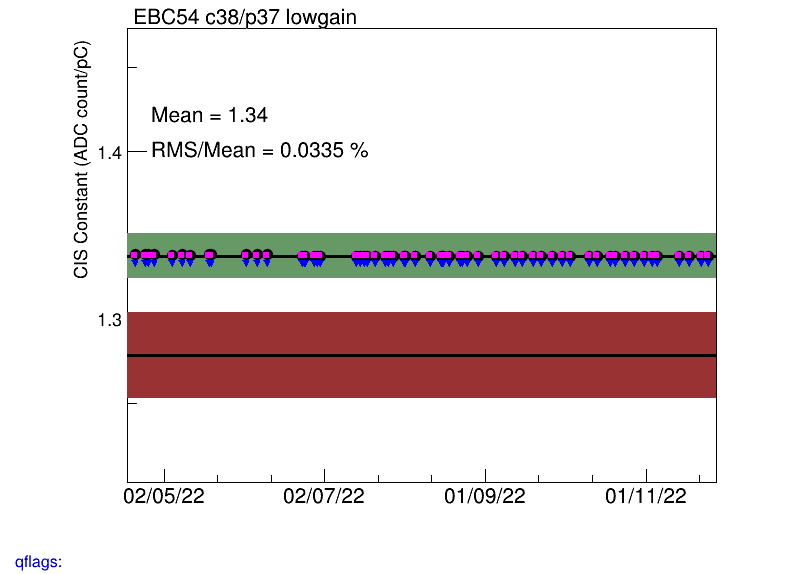 EBC54 c38/p37 lowgain
CIS Constant (ADC count/pC)
Mean = 1.34
RMS/Mean = 0.0335 %
1.4
1.3
02/05/22 02/07/22 01/09/22 01/11/22
qflags: